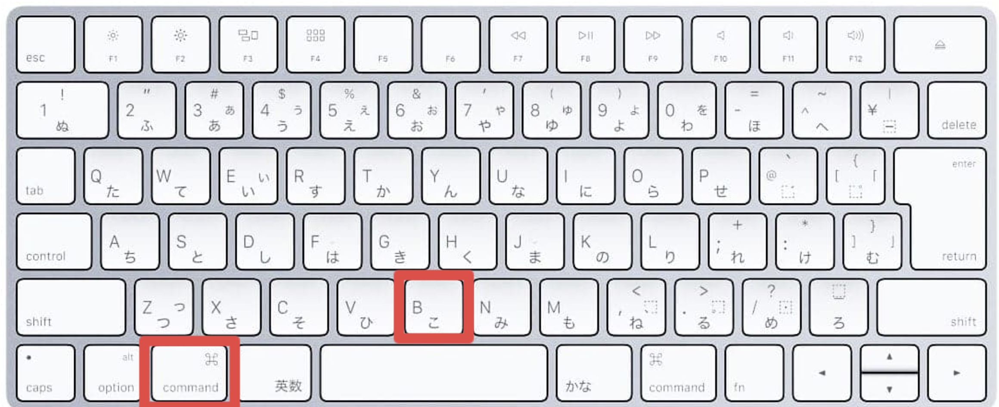 esc F1 F2 F3 F4 F5 F6 F7 F8 F9 F10 F11 F12
! " # $ % & ' ( ) = ~ |
1 2 3 あ 4 ぅ 5 ぇ 6 ぉ 7 ゃ 8 ゅ 9 ょ 0 を - ^ ¥
ぬ ふ あ う え お や ゆ よ わ ほ へ ー delete
` { enter
Q W E ぃ R T Y U I O P @ [ 「
tab た て い す か ん な に ら せ ゛ ゜
+ * }
A S D F G H J K L ; : ] 」
control ち と し は き く ま の り れ け む return
< > ?
Z っ X C V B N M , 、 . 。 / ・
shift つ さ そ ひ こ み も ね る め ろ shift
alt ⌘ ⌘ ▲
◀ ▶
caps option command 英数 かな command fn ▼